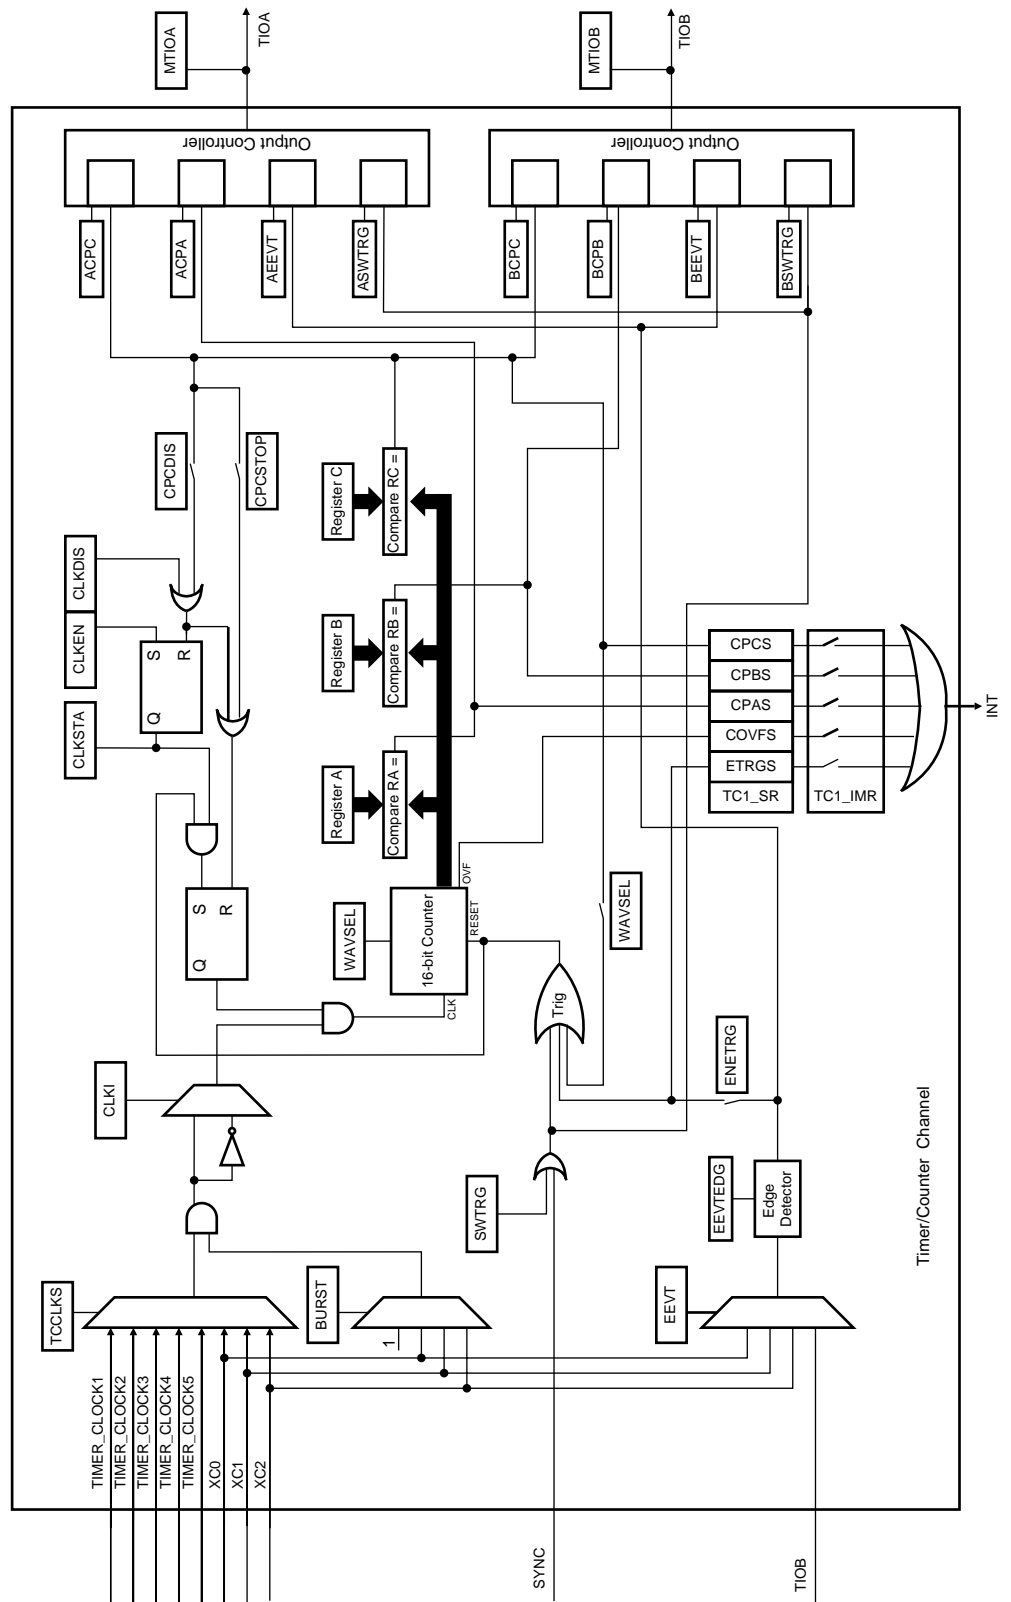 MTIOA
TIOA
MTIOB
TIOB
Output Controller
Output Controller
ACPC
ACPA
AEEVT
ASWTRG
BCPC
BCPB
BEEVT
BSWTRG
CPCDIS
CPCSTOP
Register C
Compare RC =
CLKDIS
CLKEN
CLKSTA
S
R
Q
Register B
Compare RB =
Register A
Compare RA =
CPCS
CPBS
CPAS
COVFS
ETRGS
TC1_SR
TC1_IMR
INT
S
R
Q
WAVSEL
16-bit Counter
OVF
RESET
CLK
WAVSEL
Trig
CLKI
ENETRG
SWTRG
EEVTEDG
Edge
Detector
Timer/Counter Channel
TCCLKS
BURST
1
EEVT
TIMER_CLOCK1
TIMER_CLOCK2
TIMER_CLOCK3
TIMER_CLOCK4
TIMER_CLOCK5
XC0
XC1
XC2
SYNC
TIOB